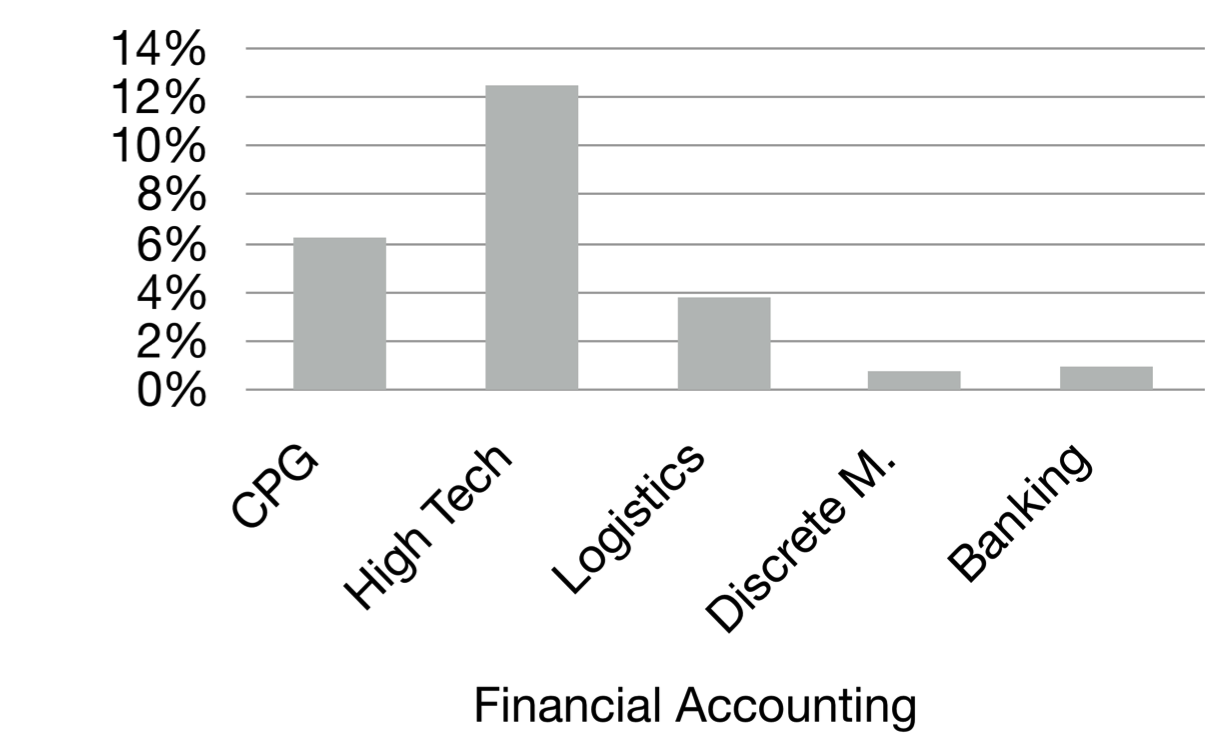 14%
12%
10%
8%
6%
4%
2%
0%
CPG
High Tech
Logistics
Discrete M.
Banking
Financial Accounting